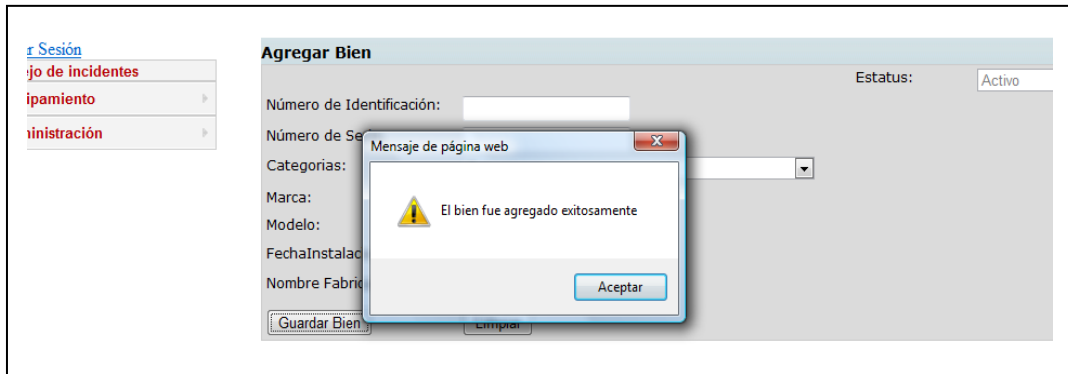 r Sesión
Agregar Bien
ejo de incidentes
Estatus: Activo
ipamiento
Número de Identificación:
ninistración
Número de Se
Mensaje de página web
Categorias:
Marca:
El bien fue agregado exitosamente
Modelo:
FechaInstalac
Nombre Fabric
Aceptar
Guardar Bien
Limpiar